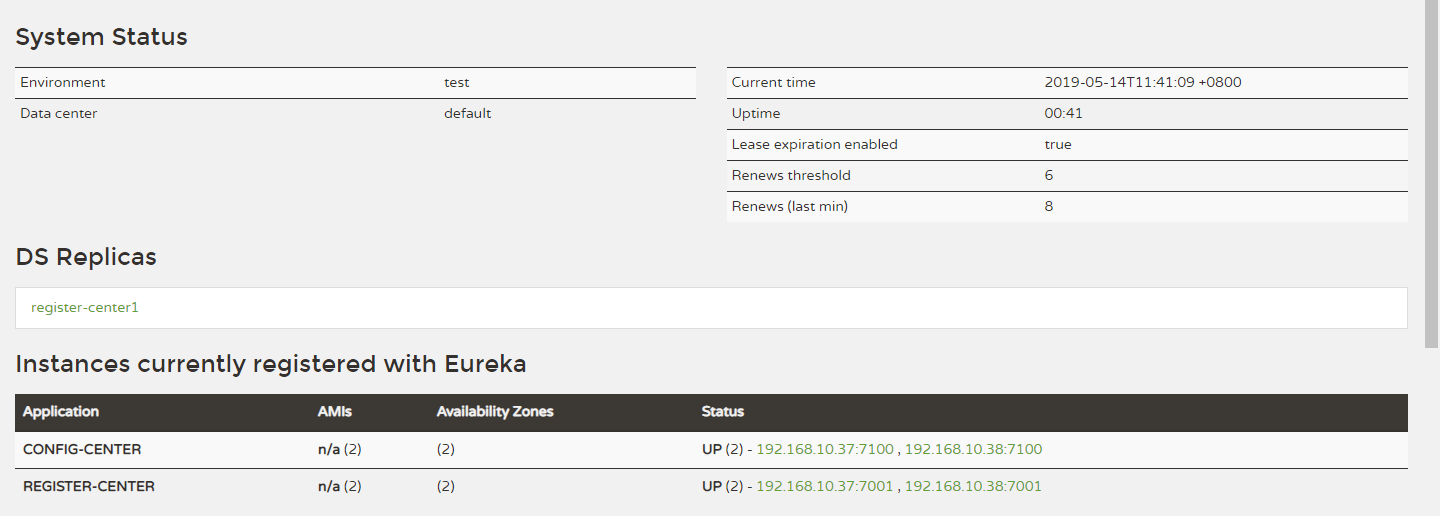 System Status
Environment test
Data center default
Current time 2019-05-14T11:41:09 +0800
Uptime 00:41
Lease expiration enabled true
Renews threshold 6
Renews (last min) 8
DS Replicas
register-center1
Instances currently registered with Eureka
Application AMIs Availability Zones Status
CONFIG-CENTER n/a (2) (2) UP (2) - 192.168.10.37:7100 , 192.168.10.38:7100
REGISTER-CENTER n/a (2) (2) UP (2) - 192.168.10.37:7001 , 192.168.10.38:7001